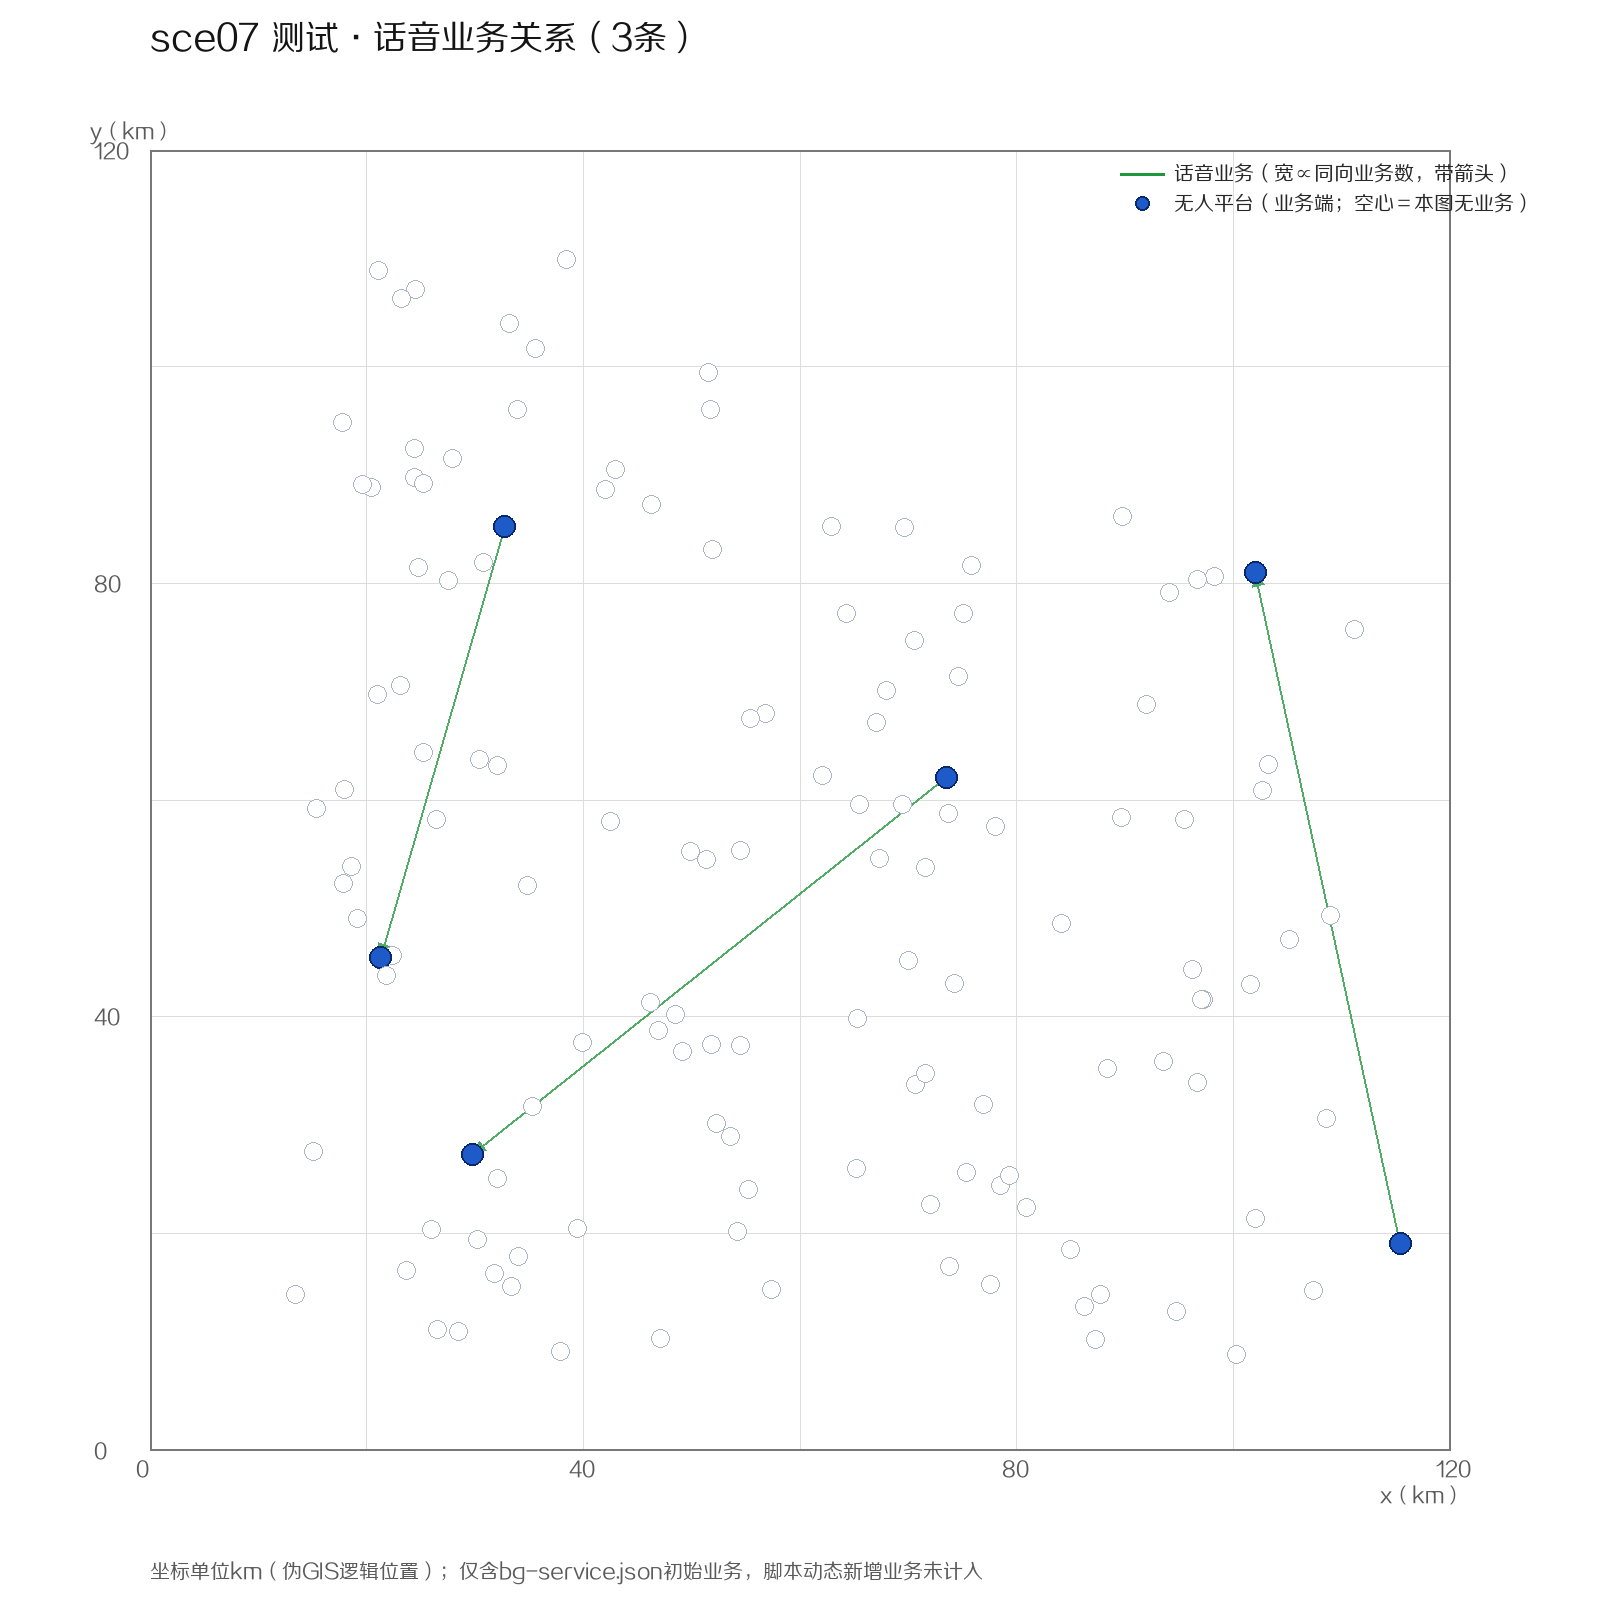 sce07 测试·话音业务关系（3条）
y（km）
120
话音业务（宽∝同向业务数，带箭头）
无人平台（业务端；空心=本图无业务）
80
40
0
0 40 80 120
x（km）
坐标单位km（伪GIS逻辑位置）；仅含bg-service.json初始业务，脚本动态新增业务未计入